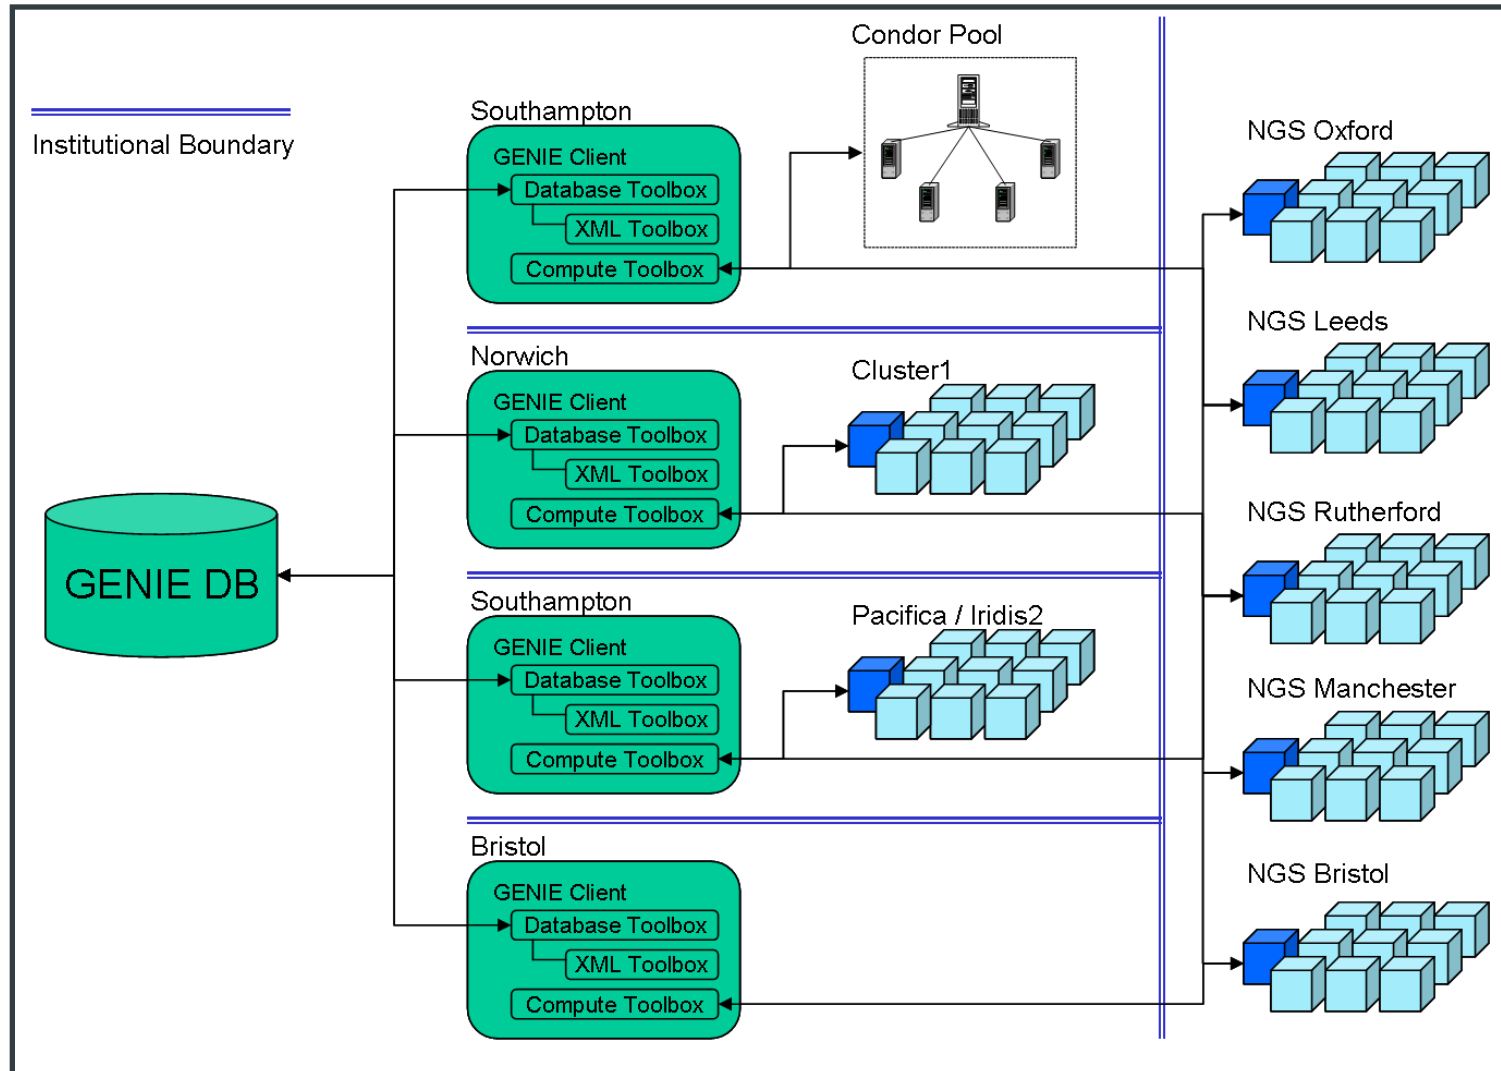 Institutional Boundary
GENIE DB
Southampton
GENIE Client
Database Toolbox
XML Toolbox
Compute Toolbox
Condor Pool
Norwich
GENIE Client
Database Toolbox
XML Toolbox
Compute Toolbox
Cluster1
Southampton
GENIE Client
Database Toolbox
XML Toolbox
Compute Toolbox
Pacifica / Iridis2
Bristol
GENIE Client
Database Toolbox
XML Toolbox
Compute Toolbox
NGS Oxford
NGS Leeds
NGS Rutherford
NGS Manchester
NGS Bristol